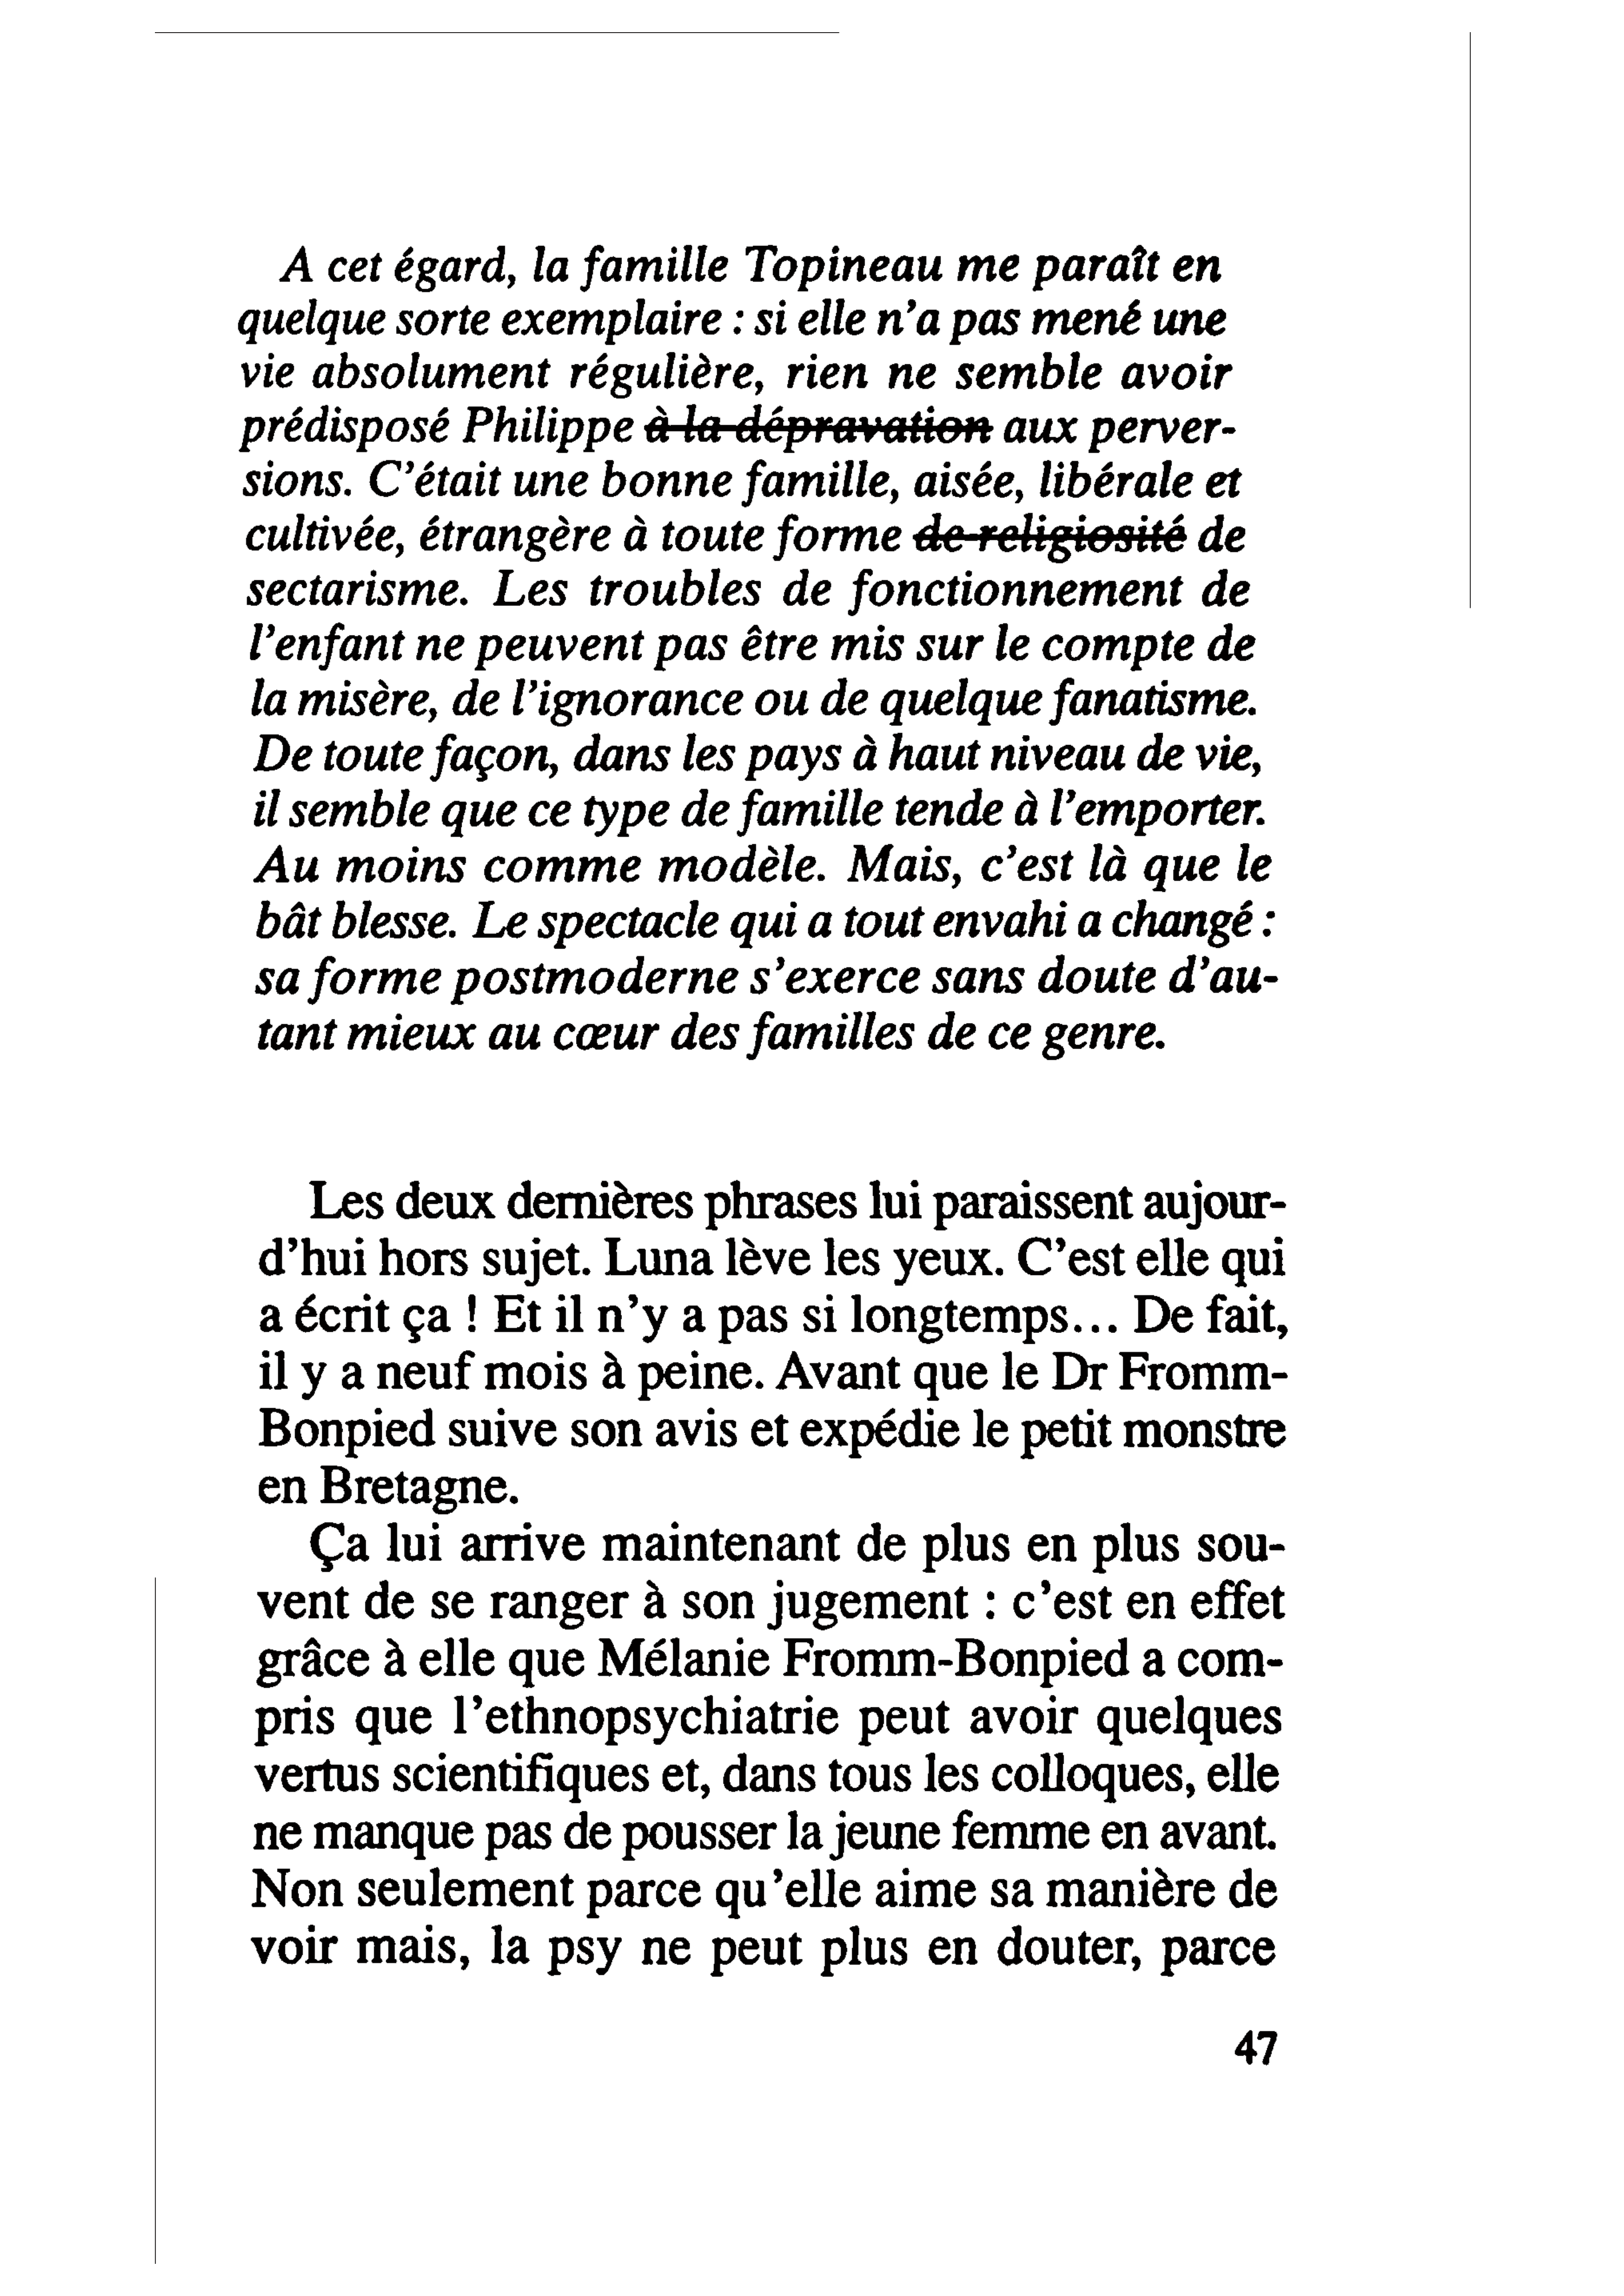 A cet égard, la famille Topineau me paraît en
quelque sorte exemplaire : si elle n'a pas mené une
vie absolument régulière, rien ne semble avoir
prédisposé Philippe à la dépravation aux perver-
sions. C'était une bonne famille, aisée, libérale et
cultivée, étrangère à toute forme de religiosité de
sectarisme. Les troubles de fonctionnement de
l'enfant ne peuvent pas être mis sur le compte de
la misère, de l'ignorance ou de quelque fanatisme.
De toute façon, dans les pays à haut niveau de vie,
il semble que ce type de famille tende à l'emporter.
Au moins comme modèle. Mais, c'est là que le
bât blesse. Le spectacle qui a tout envahi a changé :
sa forme postmoderne s'exerce sans doute d'au-
tant mieux au cœur des familles de ce genre.
Les deux dernières phrases lui paraissent aujour-
d'hui hors sujet. Luna lève les yeux. C'est elle qui
a écrit ça ! Et il n'y a pas si longtemps... De fait,
il y a neuf mois à peine. Avant que le Dr Fromm-
Bonpied suive son avis et expédie le petit monstre
en Bretagne.
Ça lui arrive maintenant de plus en plus sou-
vent de se ranger à son jugement : c'est en effet
grâce à elle que Mélanie Fromm-Bonpied a com-
pris que l'ethnopsychiatrie peut avoir quelques
vertus scientifiques et, dans tous les colloques, elle
ne manque pas de pousser la jeune femme en avant.
Non seulement parce qu'elle aime sa manière de
voir mais, la psy ne peut plus en douter, parce
47